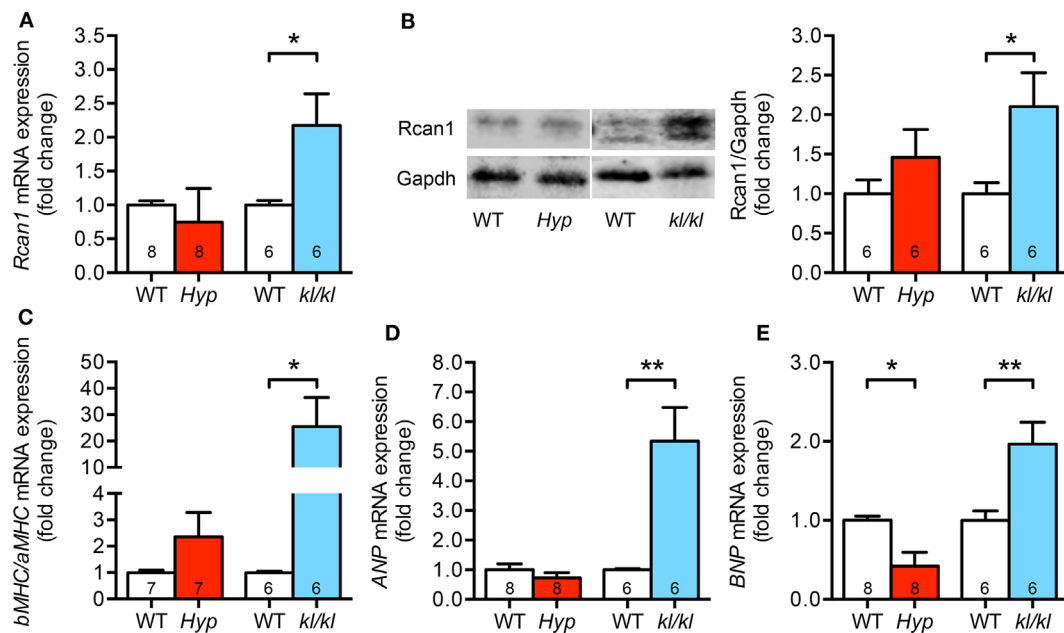 A
Rcan1 mRNA expression
(fold change)
3.5
3.0
2.5
2.0
1.5
1.0
0.5
0.0
*
8
8
6
6
WT
Hyp
WT
kl/kl
B
Rcan1
Gapdh
WT
Hyp
WT
kl/kl
Rcan1/Gapdh
(fold change)
3.0
2.5
2.0
1.5
1.0
0.5
0.0
*
6
6
6
6
WT
Hyp
WT
kl/kl
C
bMHC/aMHC mRNA expression
(fold change)
50
40
30
20
10
4
3
2
1
0
*
7
7
6
6
WT
Hyp
WT
kl/kl
D
ANP mRNA expression
(fold change)
8.0
7.0
6.0
5.0
4.0
3.0
2.0
1.0
0.0
**
8
8
6
6
WT
Hyp
WT
kl/kl
E
BNP mRNA expression
(fold change)
3.0
2.0
1.0
0.0
*
**
8
8
6
6
WT
Hyp
WT
kl/kl